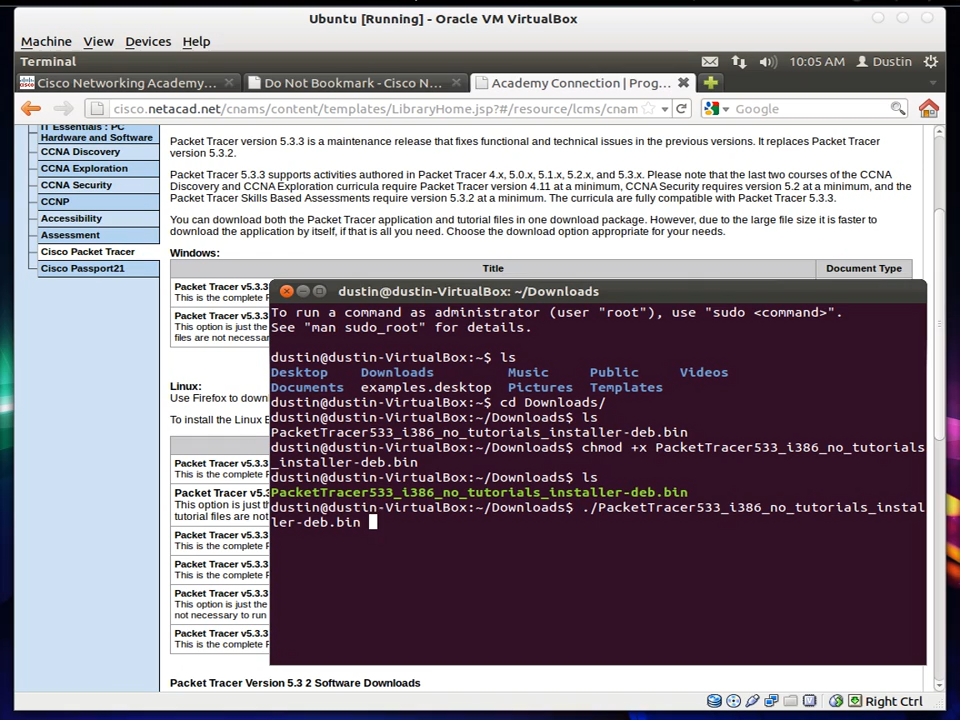 Ubuntu [Running] - Oracle VM VirtualBox
Machine View Devices Help
Terminal 10:05 AM Dustin
Cisco Networking Academy... Do Not Bookmark - Cisco N... Academy Connection | Prog...
cisco.netacad.net/cnams/content/templates/LibraryHome.jsp?#/resource/lcms/cnam Google
IT Essentials : PC
Hardware and Software
CCNA Discovery
CCNA Exploration
CCNA Security
CCNP
Accessibility
Assessment
Cisco Packet Tracer
Cisco Passport21
Packet Tracer version 5.3.3 is a maintenance release that fixes functional and technical issues in the previous versions. It replaces Packet Tracer
version 5.3.2.
Packet Tracer 5.3.3 supports activities authored in Packet Tracer 4.x, 5.0.x, 5.1.x, 5.2.x, and 5.3.x. Please note that the last two courses of the CCNA
Discovery and CCNA Exploration curricula require Packet Tracer version 4.11 at a minimum, CCNA Security requires version 5.2 at a minimum, and the
Packet Tracer Skills Based Assessments require version 5.3.2 at a minimum. The curricula are fully compatible with Packet Tracer 5.3.3.
You can download both the Packet Tracer application and tutorial files in one download package. However, due to the large file size it is faster to
download the application by itself, if that is all you need. Choose the download option appropriate for your needs.
Windows:
Title Document Type
Packet Tracer v5.3.3
This is the complete P
Packet Tracer v5.3
This option is just the
files are not necessa
Linux:
Use Firefox to down
To install the Linux B
Packet Tracer v5.3.3
This is the complete
Packet Tracer v5.3
This option is just th
tutorial files are not
Packet Tracer v5.3.3
This is the complete F
Packet Tracer v5.3.3
This is the complete F
Packet Tracer v5.3.3
This option is just the
not necessary to run
Packet Tracer v5.3.3
This is the complete F
Packet Tracer Version 5.3 2 Software Downloads
dustin@dustin-VirtualBox: ~/Downloads
To run a command as administrator (user "root"), use "sudo <command>".
See "man sudo_root" for details.
dustin@dustin-VirtualBox:~$ ls
Desktop Downloads Music Public Videos
Documents examples.desktop Pictures Templates
dustin@dustin-VirtualBox:~$ cd Downloads/
dustin@dustin-VirtualBox:~/Downloads$ ls
PacketTracer533_i386_no_tutorials_installer-deb.bin
dustin@dustin-VirtualBox:~/Downloads$ chmod +x PacketTracer533_i386_no_tutorials
_installer-deb.bin
dustin@dustin-VirtualBox:~/Downloads$ ls
PacketTracer533_i386_no_tutorials_installer-deb.bin
dustin@dustin-VirtualBox:~/Downloads$ ./PacketTracer533_i386_no_tutorials_instal
ler-deb.bin
Right Ctrl